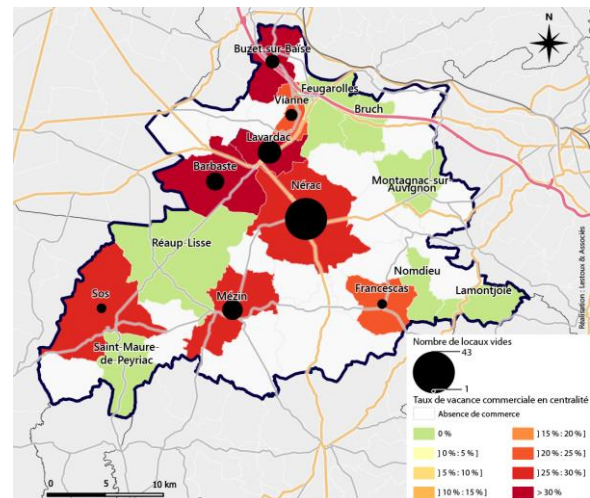 N
Buzet-sur-Baïse
Feugarolles
Vianne
Bruch
Lavardac
Barbaste
Nérac
Montagnac-sur
Auvignon
Réaup-Lisse
Nomdieu
Sos
Mézin
Francescas
Lamontjoie
Saint-Maure-
de-Peyriac
Réalisation : Lestoux & Associés
Nombre de locaux vides
43
1
Taux de vacance commerciale en centralité
Absence de commerce
0 %
] 15 % : 20 % ]
] 0 % : 5 % ]
] 20 % : 25 % ]
] 5 % : 10 % ]
] 25 % : 30 % ]
] 10 % : 15 % ]
> 30 %
0
5
10 km